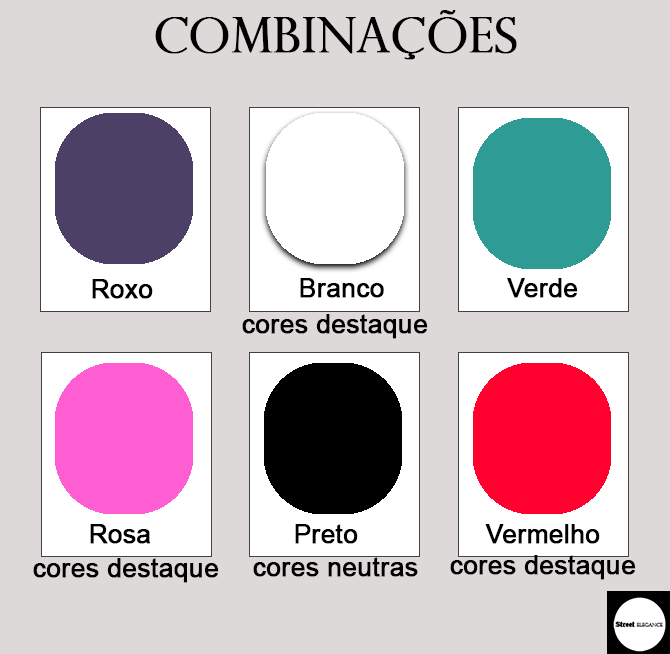 COMBINAÇÕES
Roxo
Branco
Verde
cores destaque
Rosa
Preto
Vermelho
cores destaque
cores neutras
cores destaque
Street ELEGANCE